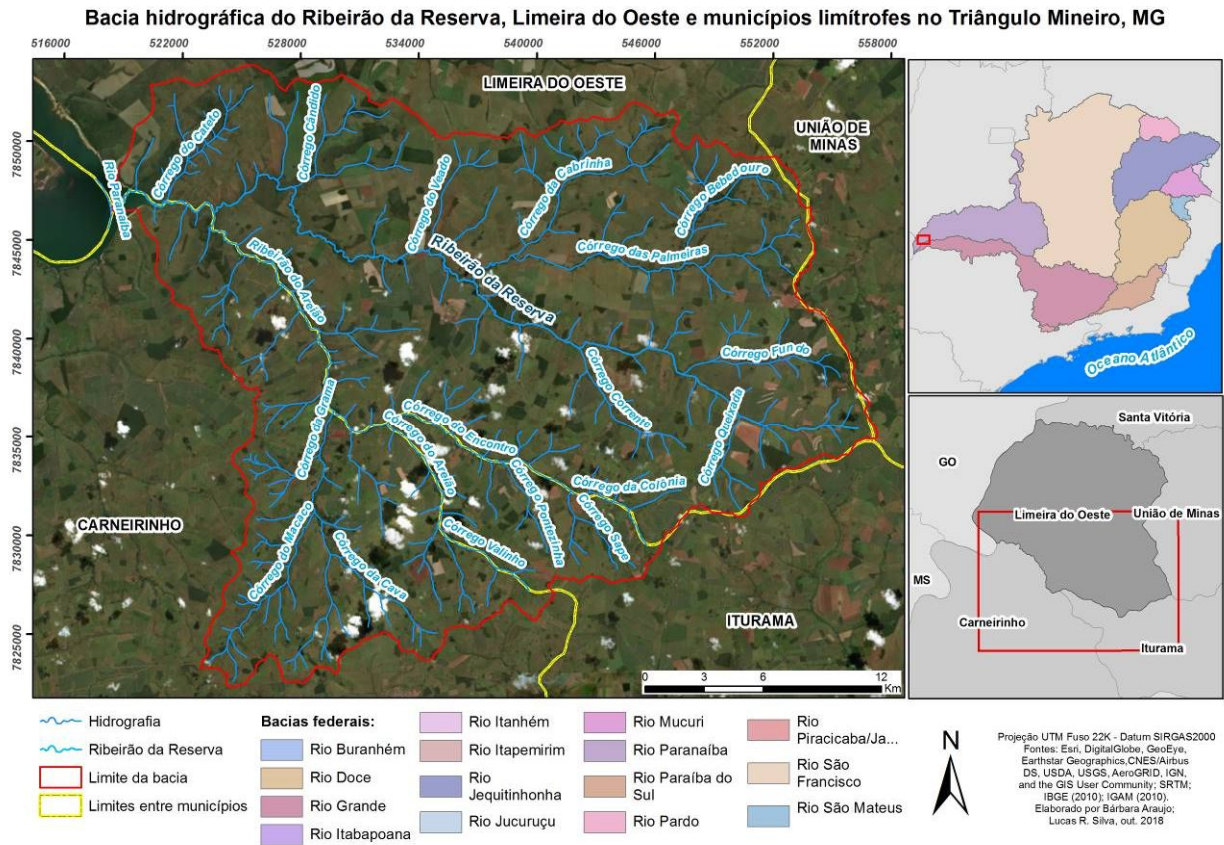 Bacia hidrográfica do Ribeirão da Reserva, Limeira do Oeste e municípios limítrofes no Triângulo Mineiro, MG
516000 522000 528000 534000 540000 546000 552000 558000
7850000
7845000
7840000
7835000
7830000
7825000
LIMEIRA DO OESTE
UNIÃO DE
MINAS
Rio Paranaíba
Córrego do Cateto
Córrego Cândido
Córrego do Veado
Córrego da Cabrinha
Córrego Bebedouro
Córrego das Palmeiras
Ribeirão da Reserva
Ribeirão do Areião
Córrego Fundo
Córrego Corrente
Córrego Queixada
Córrego da Grama
Córrego do Encontro
Córrego do Areião
Córrego da Colônia
Córrego Pontezinha
Córrego Sape
Córrego Valinho
Córrego do Macaco
Córrego da Cava
CARNEIRINHO
ITURAMA
0 3 6 12
Km
Oceano Atlântico
Santa Vitória
GO
Limeira do Oeste
União de Minas
MS
Carneirinho
Iturama
Hidrografia
Ribeirão da Reserva
Limite da bacia
Limites entre municípios
Bacias federais:
Rio Buranhém
Rio Doce
Rio Grande
Rio Itabapoana
Rio Itanhém
Rio Itapemirim
Rio
Jequitinhonha
Rio Jucuruçu
Rio Mucuri
Rio Paranaíba
Rio Paraíba do
Sul
Rio Pardo
Rio
Piracicaba/Ja...
Rio São
Francisco
Rio São Mateus
N
Projeção UTM Fuso 22K - Datum SIRGAS2000
Fontes: Esri, DigitalGlobe, GeoEye,
Earthstar Geographics,CNES/Airbus
DS, USDA, USGS, AeroGRID, IGN,
and the GIS User Community; SRTM;
IBGE (2010); IGAM (2010).
Elaborado por Bárbara Araujo;
Lucas R. Silva, out. 2018